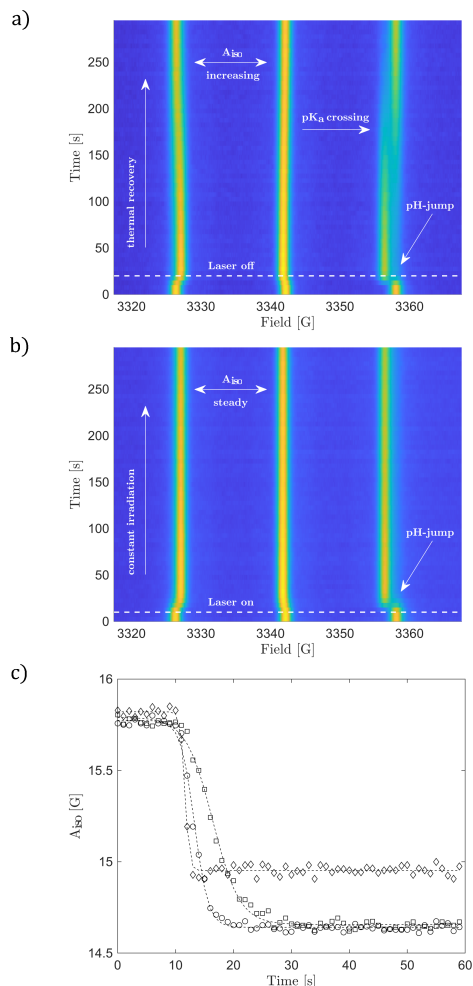 a)
Time [s]
250
200
150
100
50
0
A_iso
increasing
pKa crossing
thermal recovery
pH-jump
Laser off
3320 3330 3340 3350 3360
Field [G]
b)
Time [s]
250
200
150
100
50
0
A_iso
steady
constant irradiation
pH-jump
Laser on
3320 3330 3340 3350 3360
Field [G]
c)
A_iso [G]
16
15.5
15
14.5
0 10 20 30 40 50 60
Time [s]